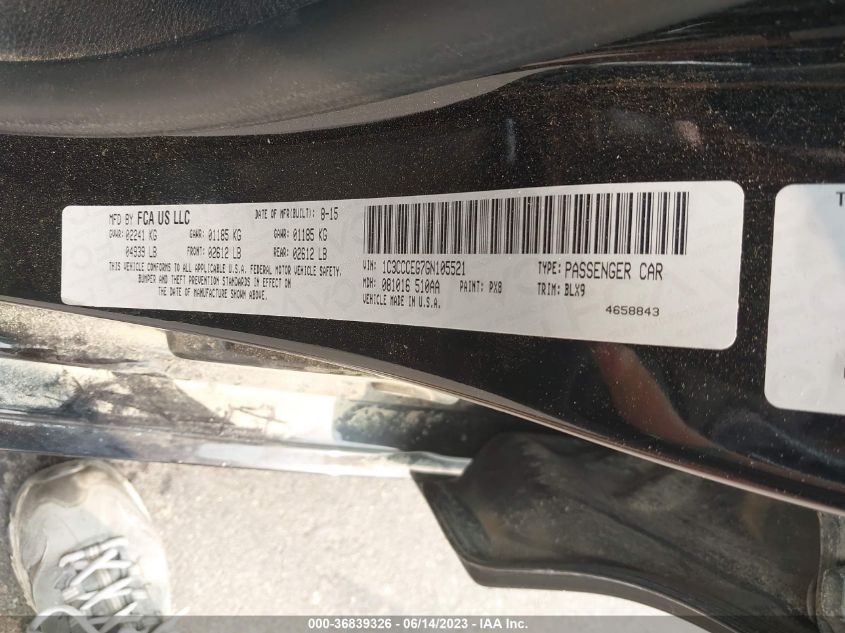 MFD BY FCA US LLC DATE OF MFR(BUILT): 8-15
GVWR: 02241 KG GAWR: 01185 KG GAWR: 01185 KG
04939 LB FRONT: 02612 LB REAR: 02612 LB
THIS VEHICLE CONFORMS TO ALL APPLICABLE U.S.A. FEDERAL MOTOR VEHICLE SAFETY,
BUMPER AND THEFT PREVENTION STANDARDS IN EFFECT ON
THE DATE OF MANUFACTURE SHOWN ABOVE.
VIN: 1C3CCCEG7GN105521 TYPE: PASSENGER CAR
MDH: 081016 510AA PAINT: PX8 TRIM: BLX9
VEHICLE MADE IN U.S.A. 4658843
T
000-36839326 - 06/14/2023 - IAA Inc.